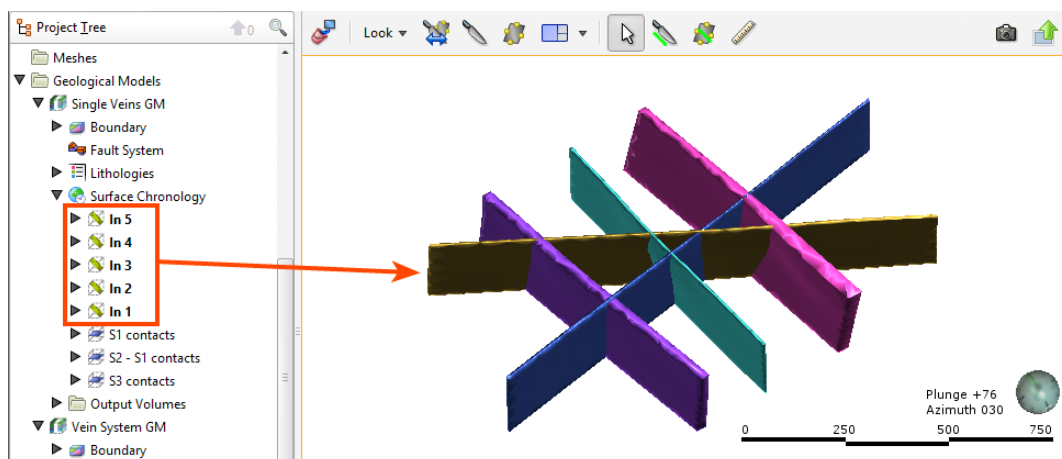 Project Tree
0
Look
Meshes
Geological Models
Single Veins GM
Boundary
Fault System
Lithologies
Surface Chronology
In 5
In 4
In 3
In 2
In 1
S1 contacts
S2 - S1 contacts
S3 contacts
Output Volumes
Vein System GM
Boundary
Plunge +76
Azimuth 030
0 250 500 750